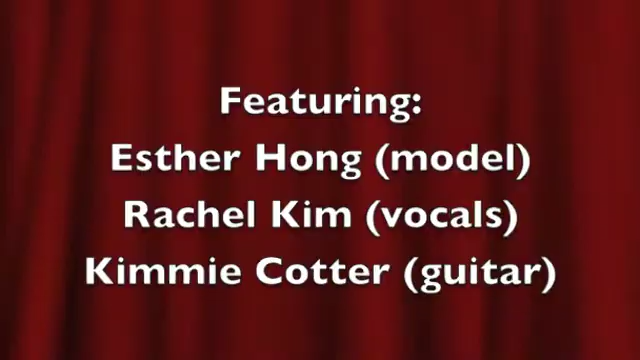 Featuring:
Esther Hong (model)
Rachel Kim (vocals)
Kimmie Cotter (guitar)